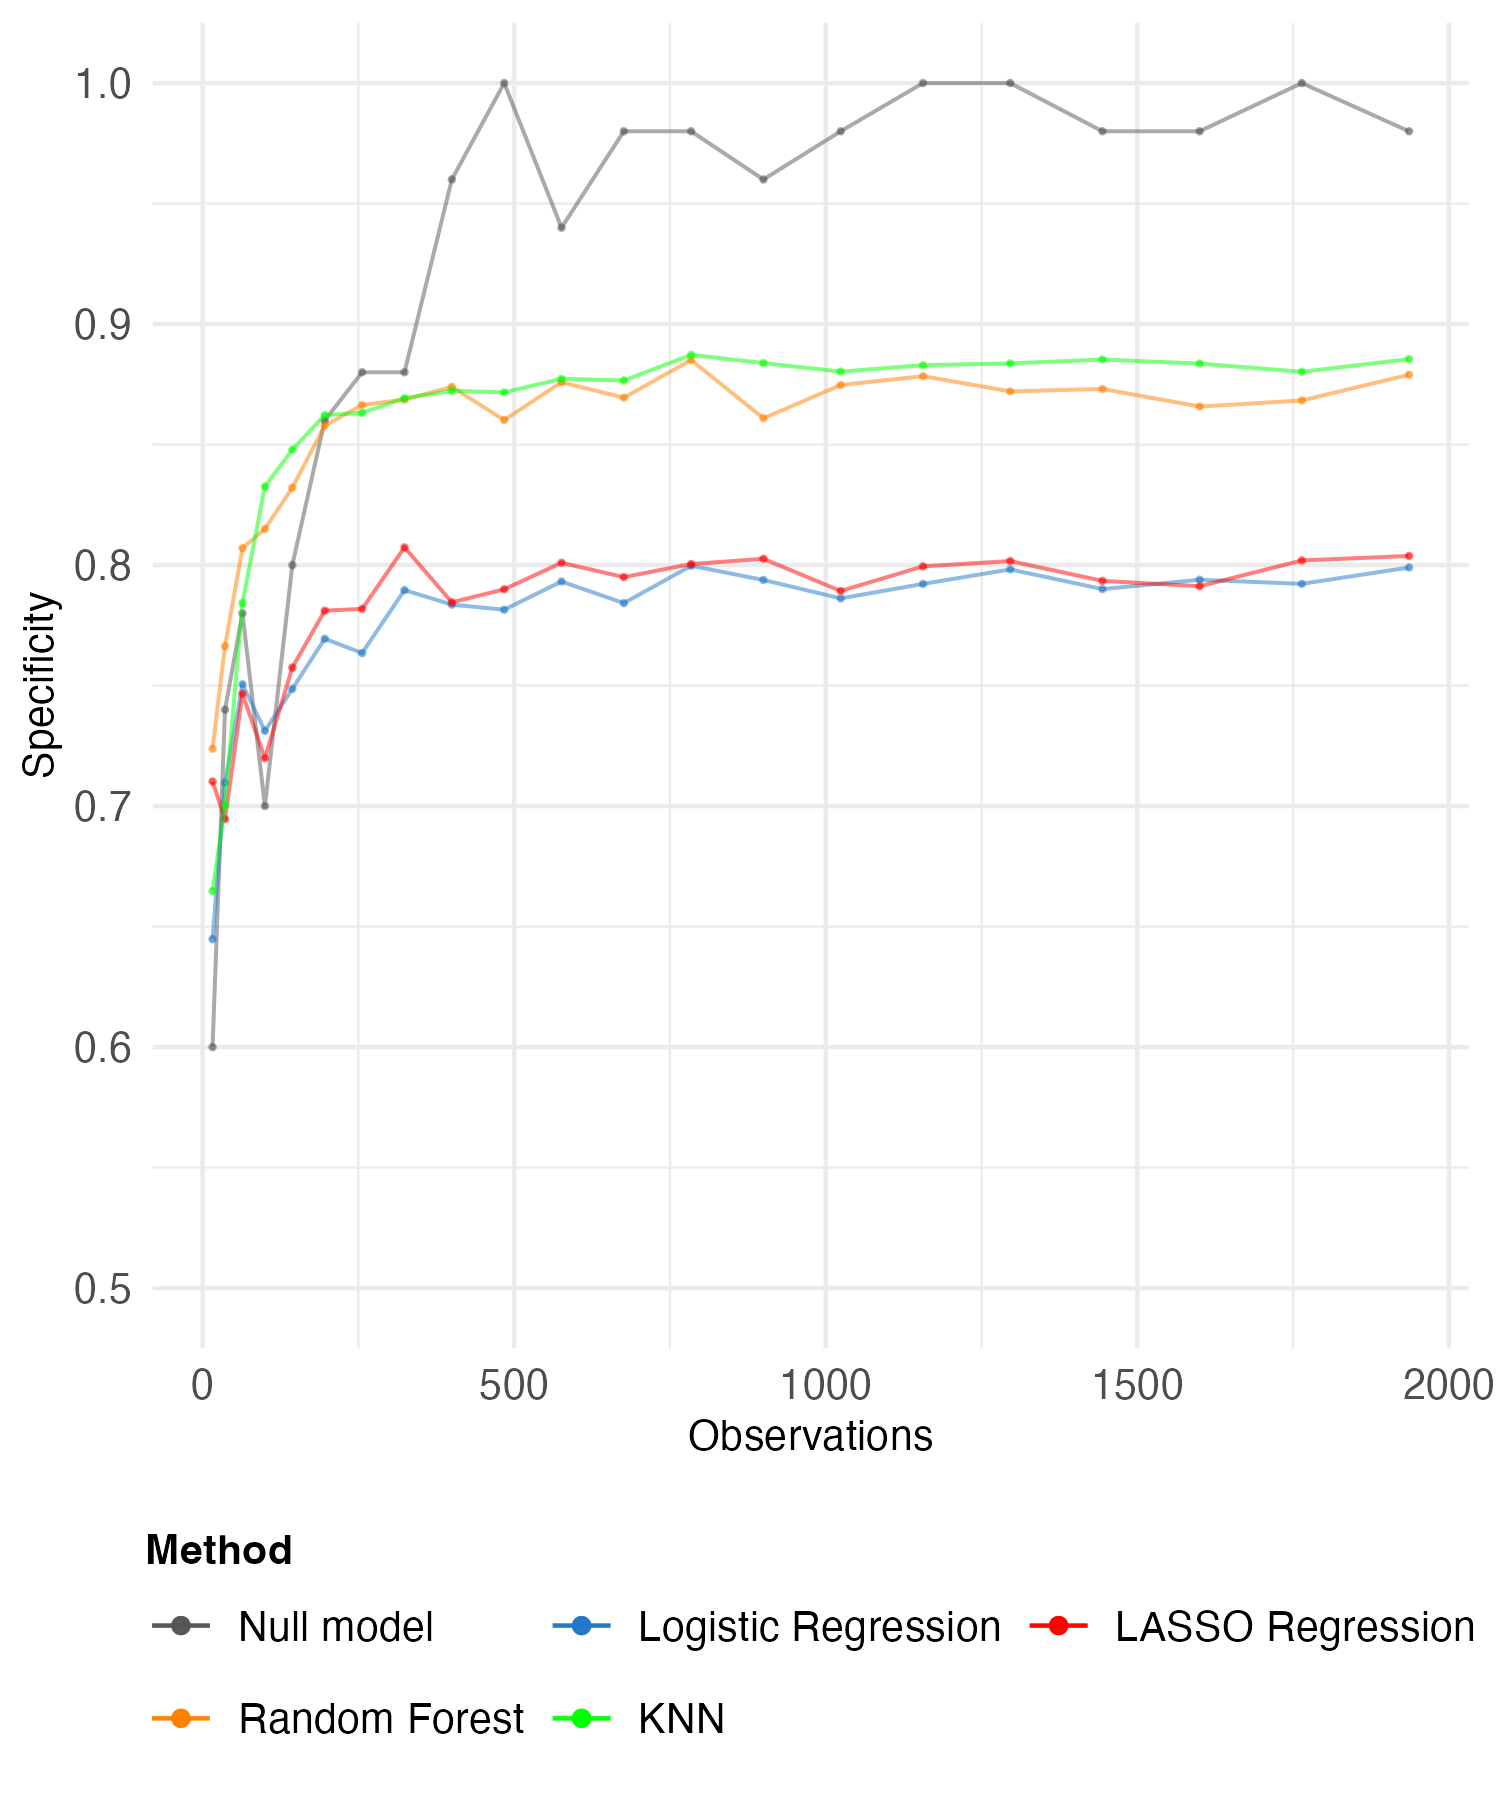 1.0
0.9
0.8
0.7
0.6
0.5
Specificity
0 500 1000 1500 2000
Observations
Method
Null model Logistic Regression LASSO Regression
Random Forest KNN